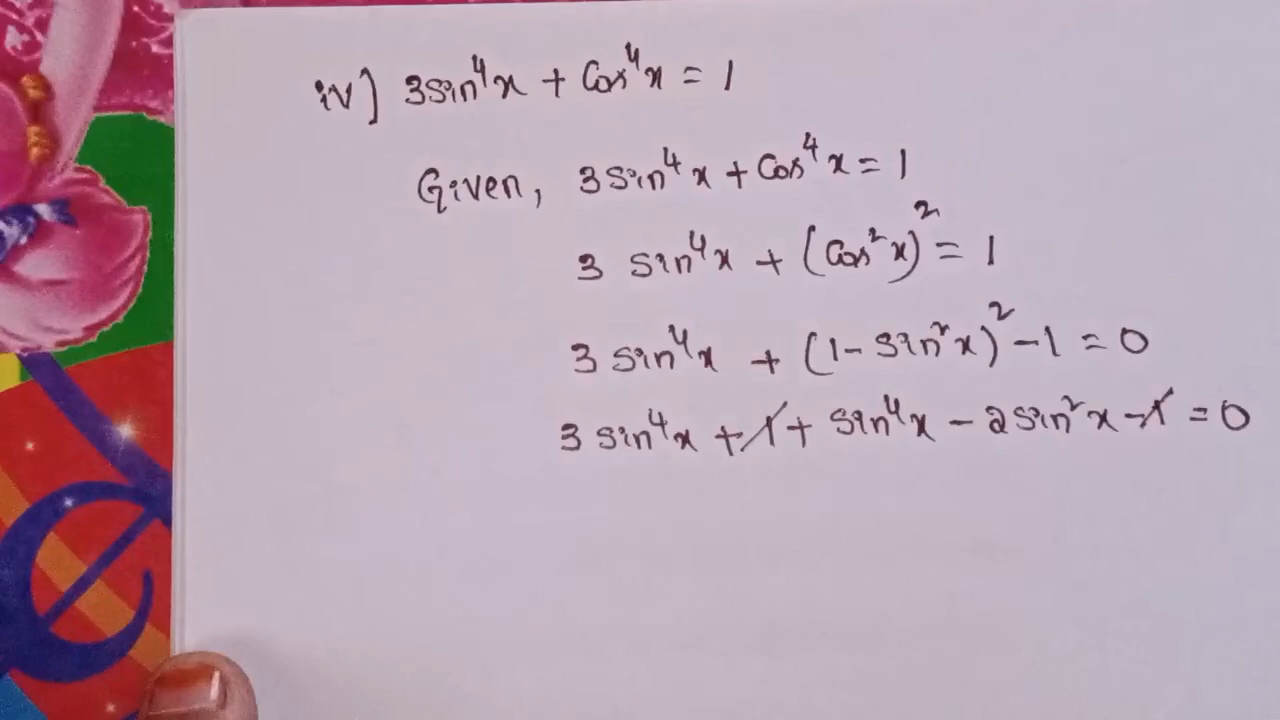 iv] 3sin⁴x + Cos⁴x = 1
Given, 3sin⁴x + Cos⁴x = 1
3 sin⁴x + (Cos²x)² = 1
3 sin⁴x + (1 - sin²x)² - 1 = 0
3 sin⁴x + 1 + sin⁴x - 2sin²x - 1 = 0